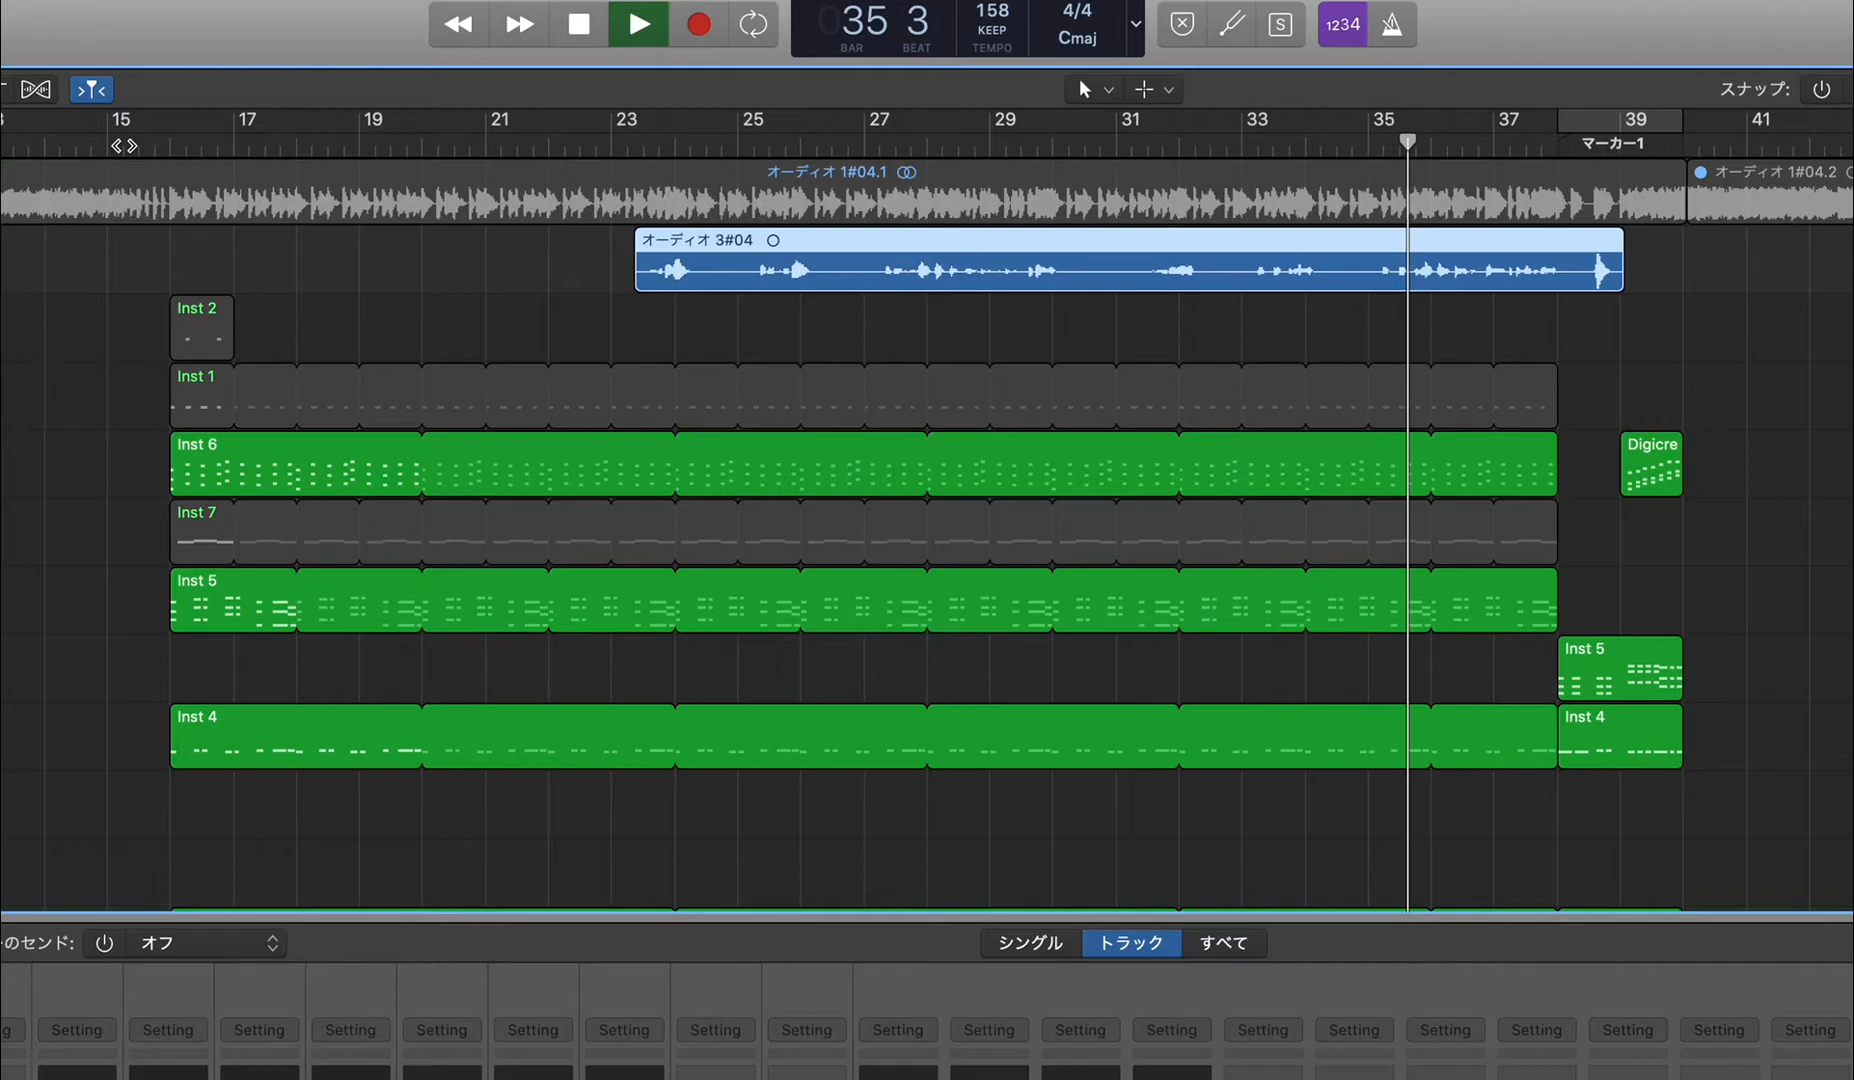 35 3
BAR BEAT
158
KEEP
TEMPO
4/4
Cmaj
S
1234
スナップ:
15 17 19 21 23 25 27 29 31 33 35 37 39 41
マーカー1
オーディオ 1#04.1
オーディオ 1#04.2
オーディオ 3#04
Inst 2
Inst 1
Inst 6
Digicre
Inst 7
Inst 5
Inst 5
Inst 4
Inst 4
のセンド:
オフ
シングル
トラック
すべて
Setting Setting Setting Setting Setting Setting Setting Setting Setting Setting Setting Setting Setting Setting Setting Setting Setting Setting Setting Setting